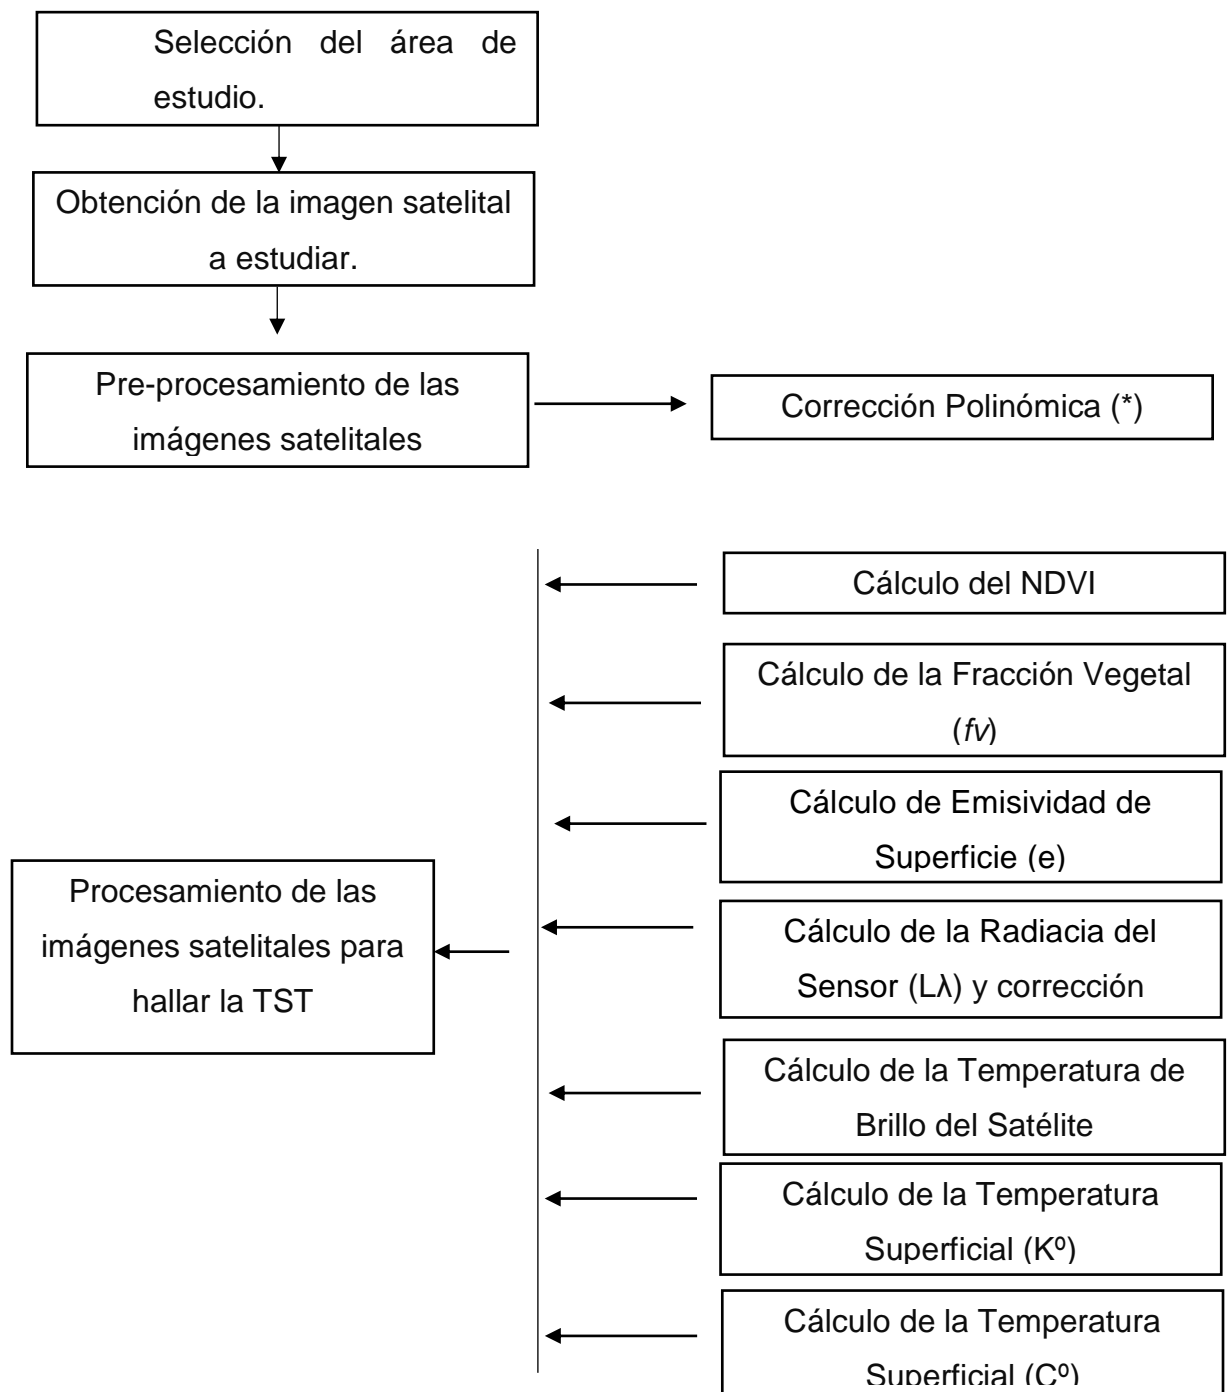 Selección del área de
estudio.
Obtención de la imagen satelital
a estudiar.
Pre-procesamiento de las
imágenes satelitales
Corrección Polinómica (*)
Cálculo del NDVI
Cálculo de la Fracción Vegetal
(fv)
Cálculo de Emisividad de
Superficie (e)
Cálculo de la Radiacia del
Sensor (Lλ) y corrección
Cálculo de la Temperatura de
Brillo del Satélite
Cálculo de la Temperatura
Superficial (Kº)
Cálculo de la Temperatura
Superficial (Cº)
Procesamiento de las
imágenes satelitales para
hallar la TST